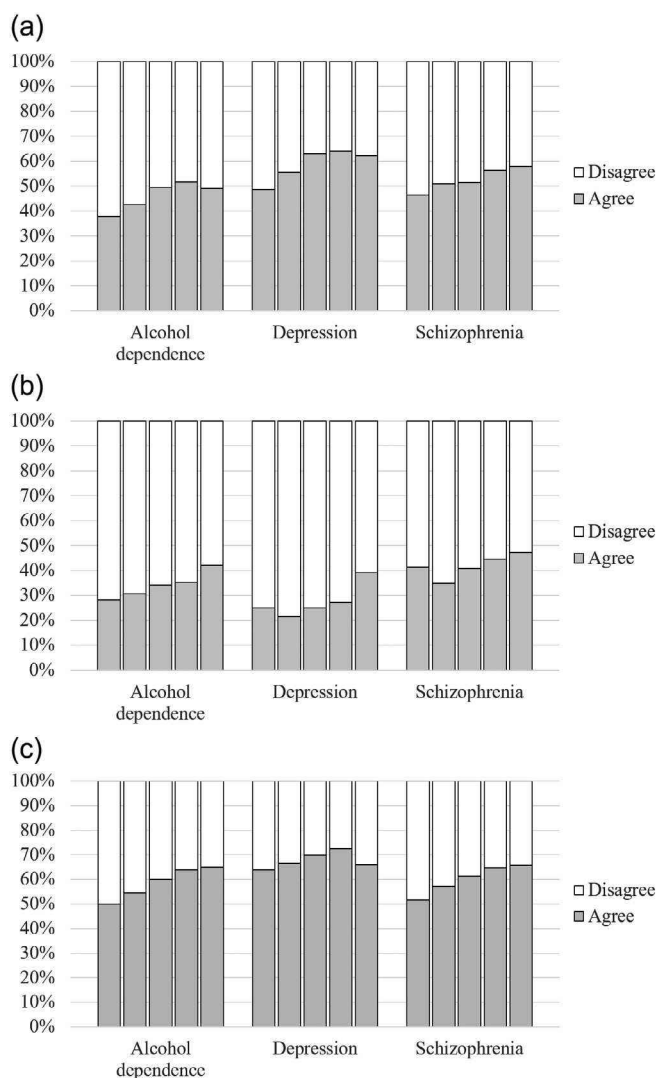 (a)
100%
90%
80%
70%
60%
50%
40%
30%
20%
10%
0%
Disagree
Agree
Alcohol dependence
Depression
Schizophrenia
(b)
100%
90%
80%
70%
60%
50%
40%
30%
20%
10%
0%
Disagree
Agree
Alcohol dependence
Depression
Schizophrenia
(c)
100%
90%
80%
70%
60%
50%
40%
30%
20%
10%
0%
Disagree
Agree
Alcohol dependence
Depression
Schizophrenia